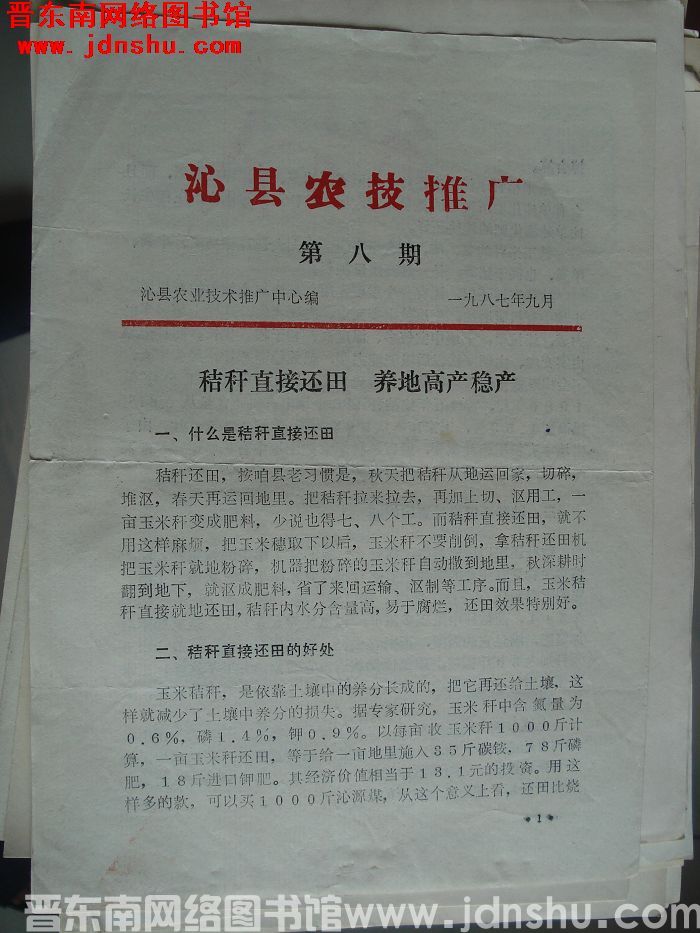 晋东南网络图书馆
www.jdnshu.com
沁县农技推广
第八期
沁县农业技术推广中心编 一九八七年九月
秸秆直接还田 养地高产稳产
一、什么是秸秆直接还田
秸秆还田，按咱县老习惯是，秋天把秸秆从地运回家，切碎，
堆沤，春天再运回地里。把秸秆拉来拉去，再加上切、沤用工，一
亩玉米秆变成肥料，少说也得七、八个工。而秸秆直接还田，就不
用这样麻烦，把玉米穗取下以后，玉米秆不要削倒，拿秸秆还田机
把玉米秆就地粉碎，机器把粉碎的玉米秆自动撒到地里，秋深耕时
翻到地下，就沤成肥料，省了来回运输、沤制等工序。而且，玉米秸
秆直接就地还田，秸秆内水分含量高，易于腐烂，还田效果特别好。
二、秸秆直接还田的好处
玉米秸秆，是依靠土壤中的养分长成的，把它再还给土壤，这
样就减少了土壤中养分的损失。据专家研究，玉米秆中含氮量为
0.6%，磷1.4%，钾0.9%。以每亩收玉米秆1000斤计
算，一亩玉米秆还田，等于给一亩地里施入35斤碳铵，78斤磷
肥，18斤进口钾肥。其经济价值相当于13.1元的投资。用这
样多的款，可以买1000斤沁源煤，从这个意义上看，还田比烧
•1•
晋东南网络图书馆www.jdnshu.com